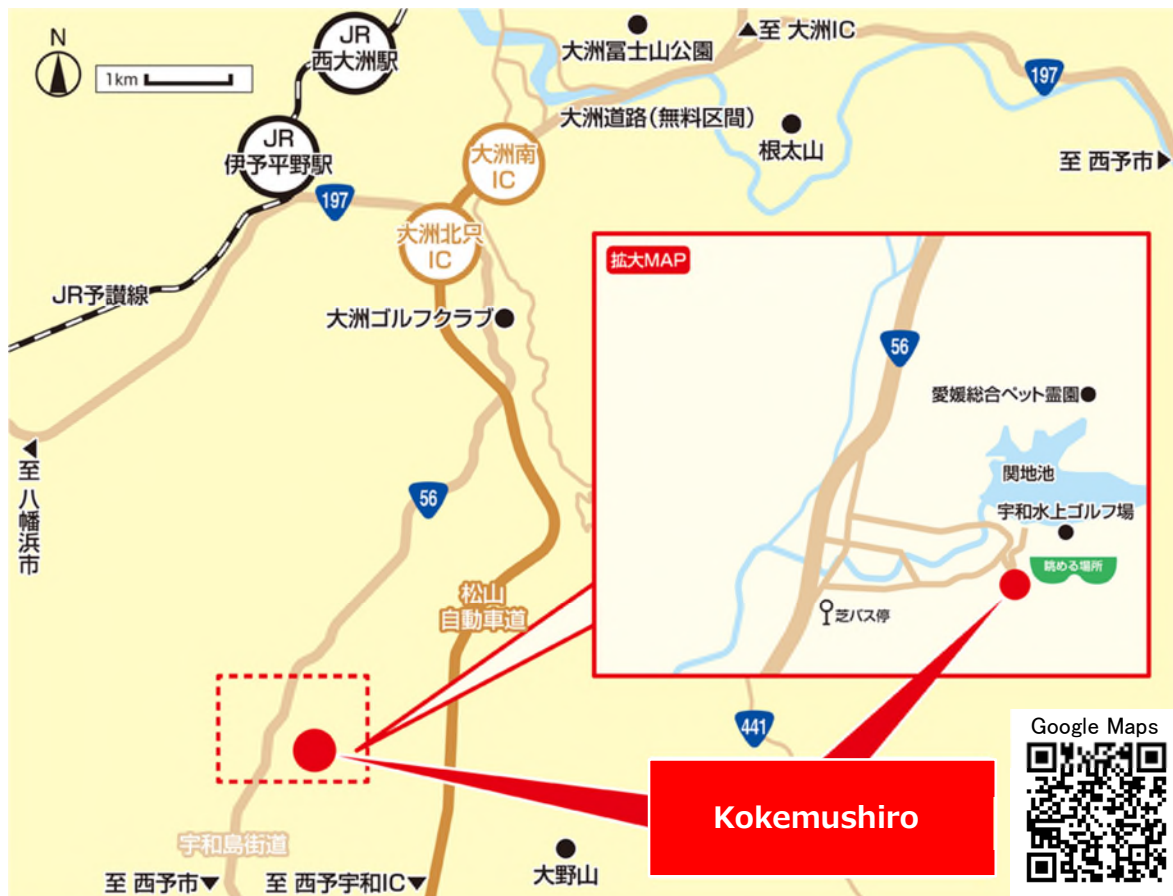 N
1km
JR
西大洲駅
JR
伊予平野駅
大洲冨士山公園
▲至 大洲IC
197
大洲道路(無料区間)
根太山
至 西予市▶
大洲南
IC
197
大洲北只
IC
JR予讃線
大洲ゴルフクラブ
◀至 八幡浜市
56
松山
自動車道
宇和島街道
至 西予市▼
至 西予宇和IC▼
大野山
441
拡大MAP
56
愛媛総合ペット霊園
関地池
宇和水上ゴルフ場
眺める場所
芝バス停
Kokemushiro
Google Maps